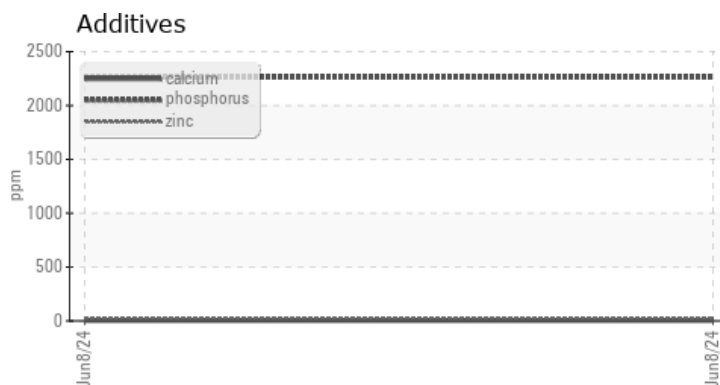 Additives
2500
2000
1500
1000
500
0
ppm
calcium
phosphorus
zinc
Jun8/24
Jun8/24